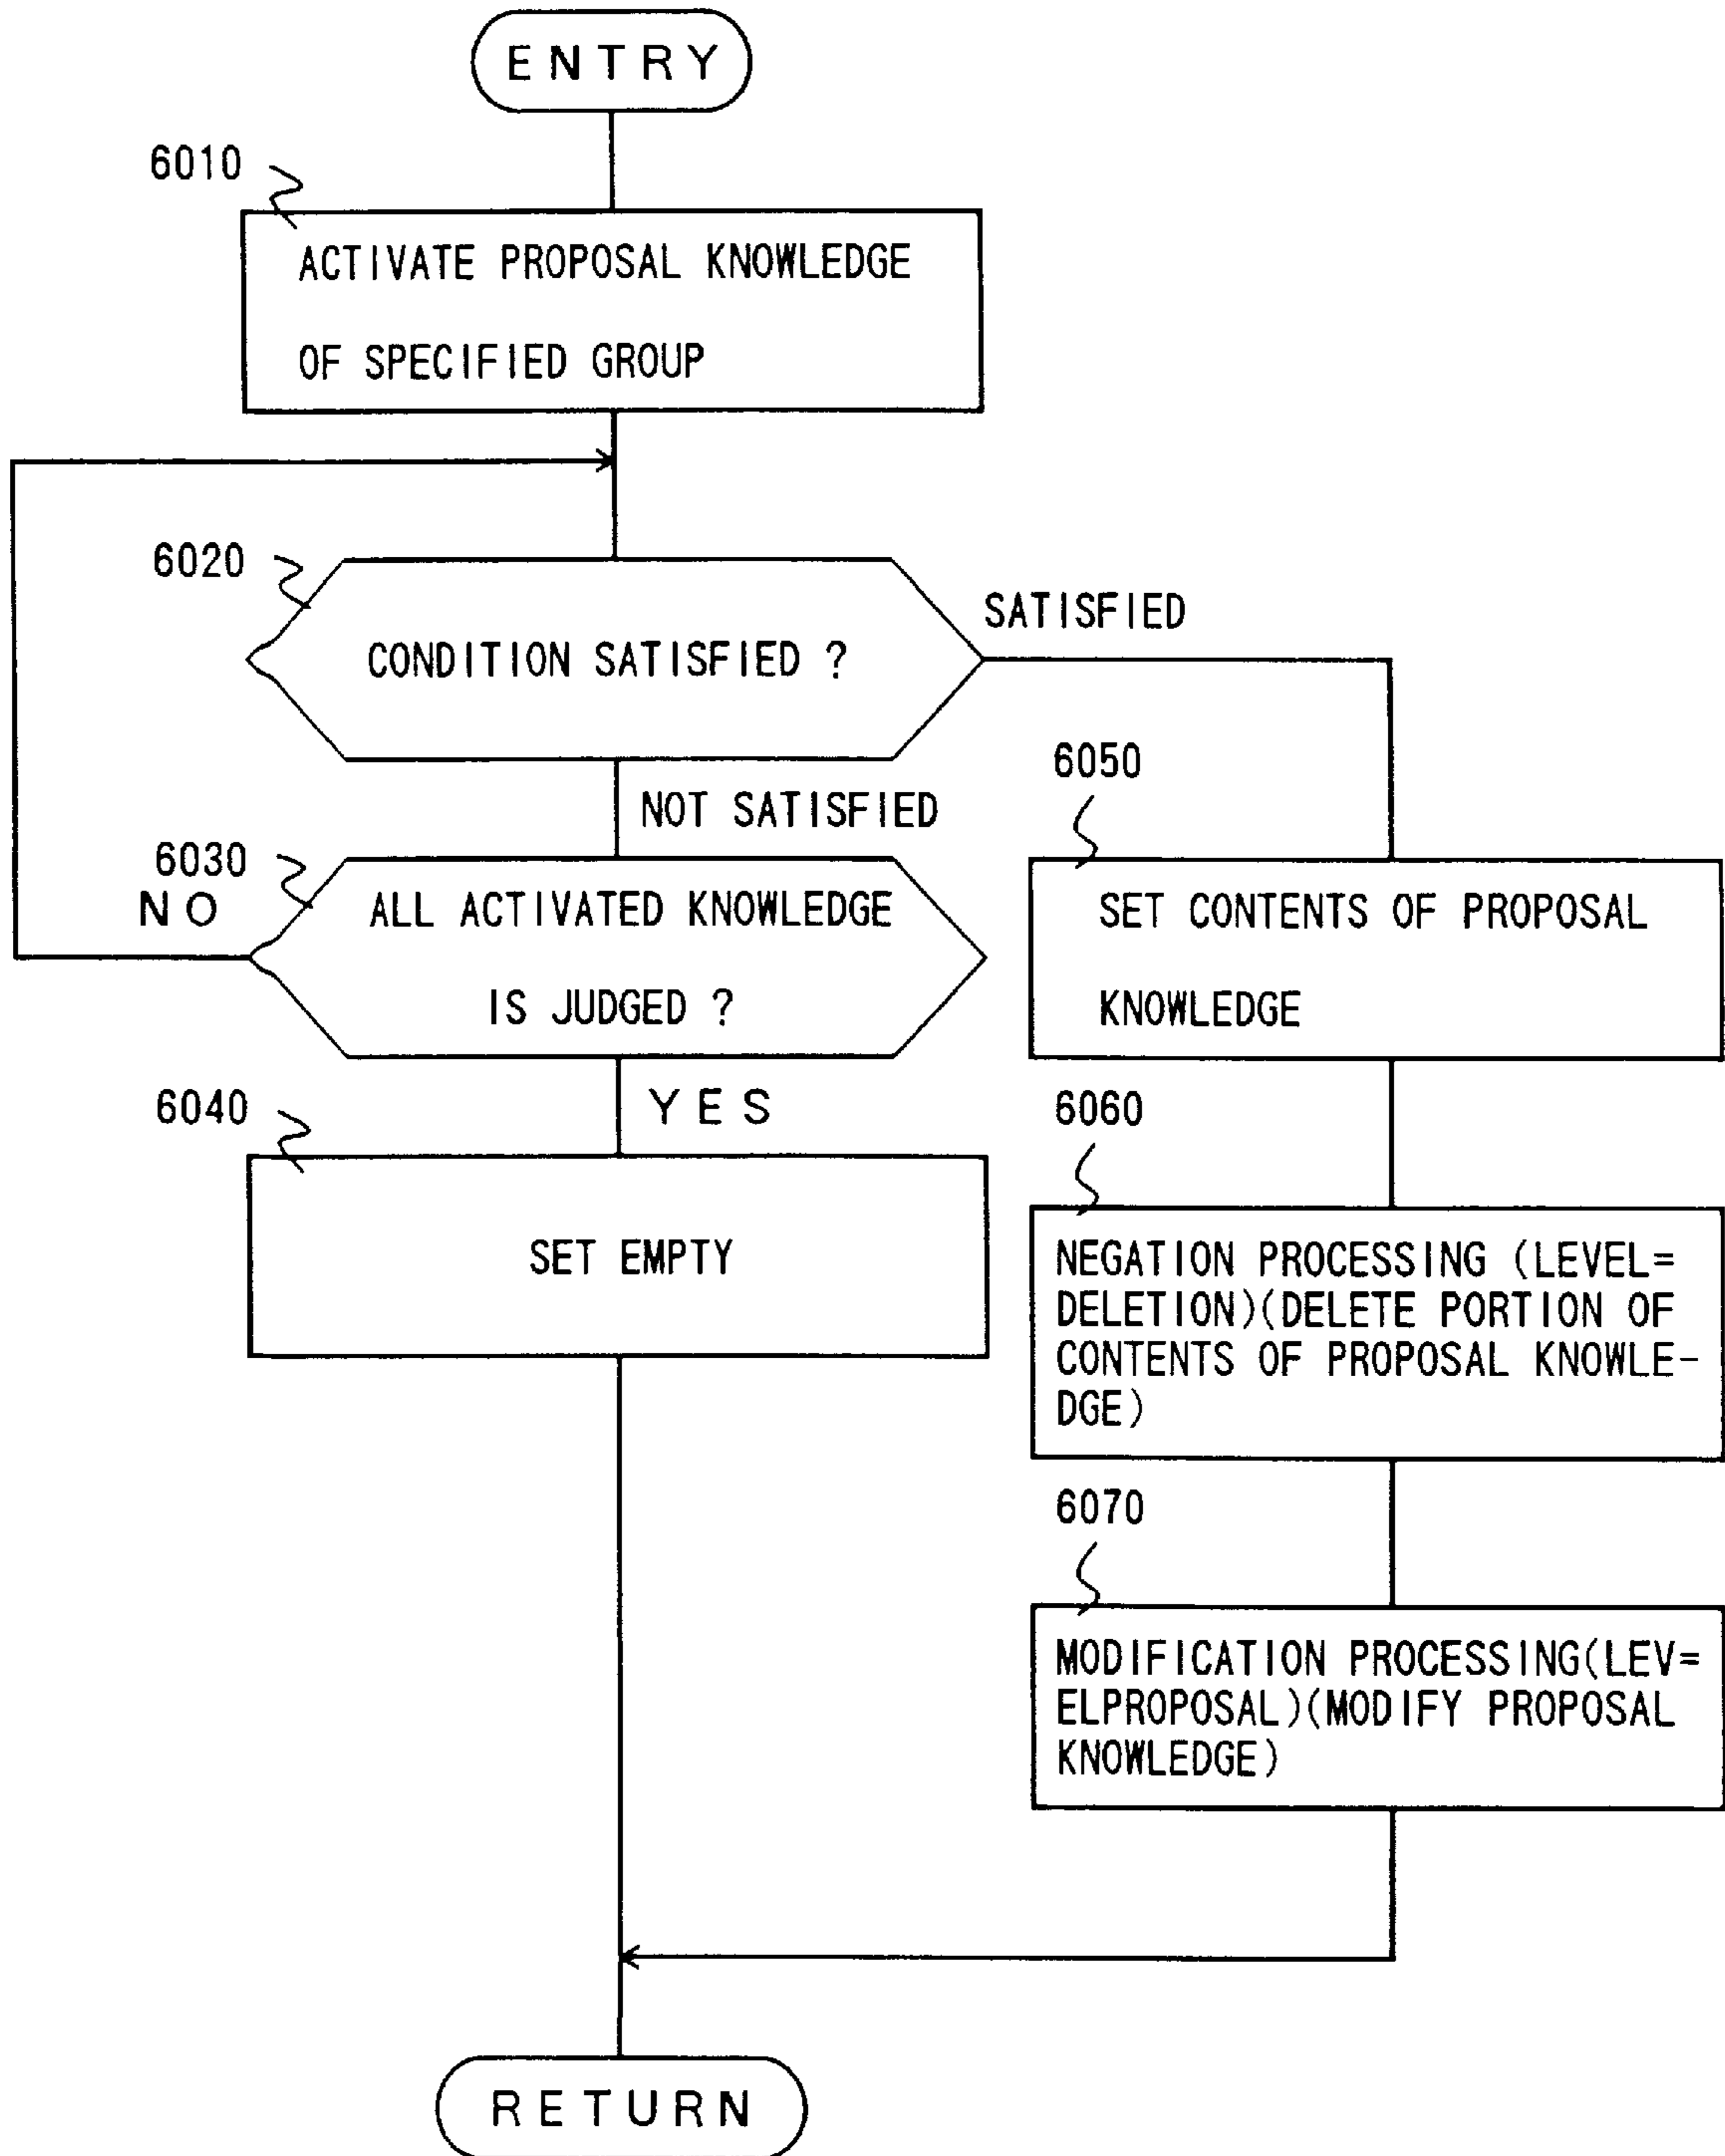 ENTRY
6010
ACTIVATE PROPOSAL KNOWLEDGE
OF SPECIFIED GROUP
6020
CONDITION SATISFIED ?
SATISFIED
NOT SATISFIED
6030
NO
ALL ACTIVATED KNOWLEDGE
IS JUDGED ?
YES
6040
SET EMPTY
6050
SET CONTENTS OF PROPOSAL
KNOWLEDGE
6060
NEGATION PROCESSING (LEVEL=
DELETION)(DELETE PORTION OF
CONTENTS OF PROPOSAL KNOWLE-
DGE)
6070
MODIFICATION PROCESSING(LEV=
ELPROPOSAL)(MODIFY PROPOSAL
KNOWLEDGE)
RETURN